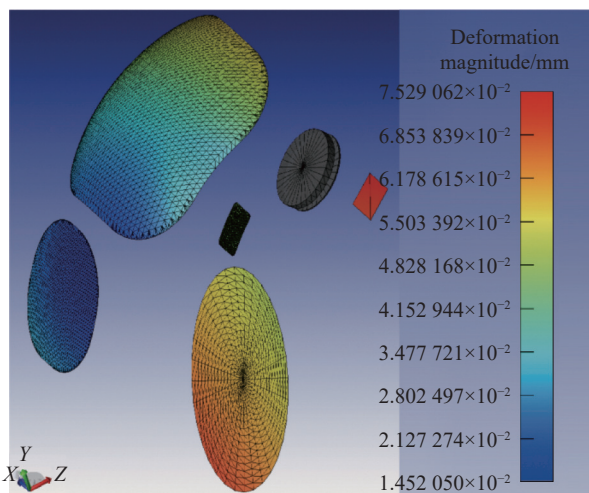 Deformation
magnitude/mm
7.529 062×10⁻²
6.853 839×10⁻²
6.178 615×10⁻²
5.503 392×10⁻²
4.828 168×10⁻²
4.152 944×10⁻²
3.477 721×10⁻²
2.802 497×10⁻²
2.127 274×10⁻²
1.452 050×10⁻²
Y
X Z